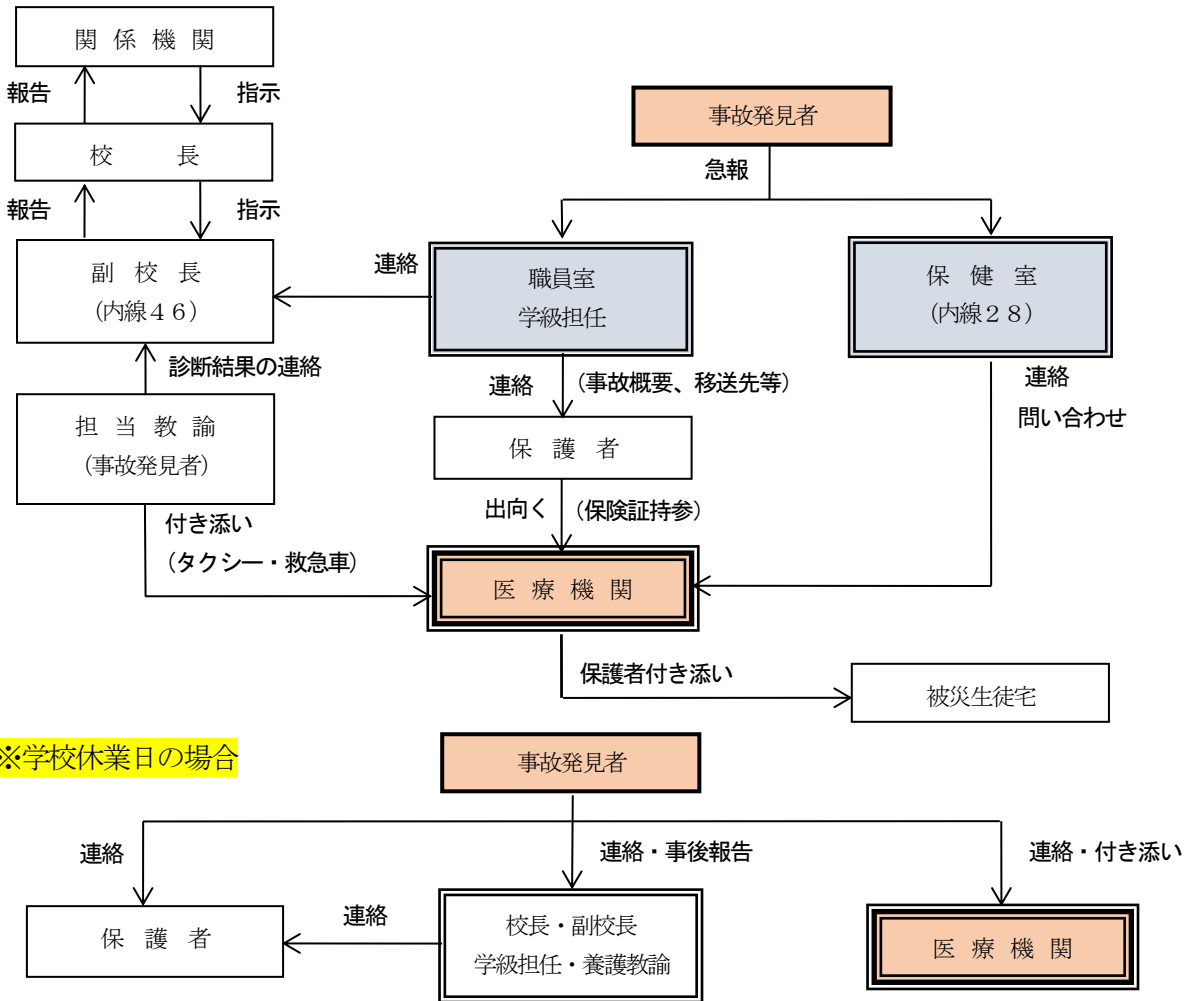 関係機関
報告
指示
校長
報告
指示
副校長
(内線46)
診断結果の連絡
担当教諭
(事故発見者)
付き添い
(タクシー・救急車)
事故発見者
急報
連絡
職員室
学級担任
保健室
(内線28)
連絡
(事故概要、移送先等)
連絡
問い合わせ
保護者
出向く
(保険証持参)
医療機関
保護者付き添い
被災生徒宅
※学校休業日の場合
事故発見者
連絡
連絡・事後報告
連絡・付き添い
保護者
連絡
校長・副校長
学級担任・養護教諭
医療機関